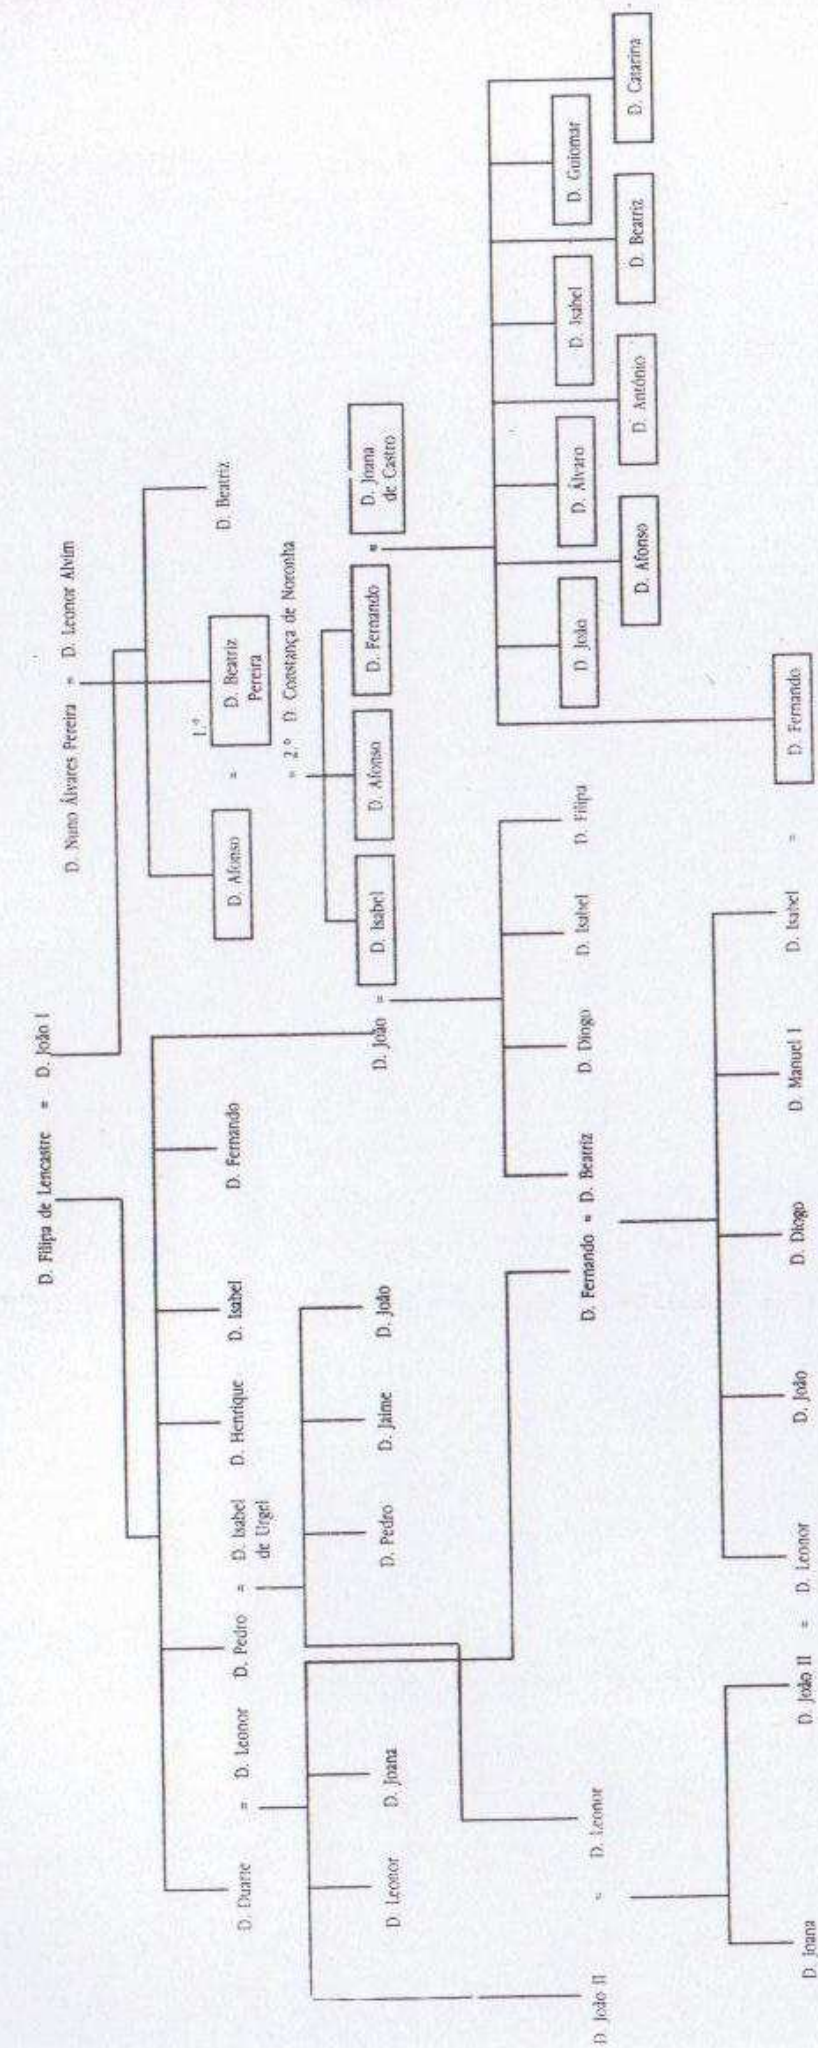 D. Nuno Álvares Pereira = D. Leonor Alvim
D. Filipa de Lencastre = D. João I
D. Afonso
=
1.º
D. Beatriz
Pereira
D. Beatriz
= 2.º D. Constança de Noronha
D. Duarte
=
D. Leonor
D. Pedro
=
D. Isabel
de Urgel
D. Henrique
D. Isabel
D. Fernando
D. João
=
D. Isabel
D. Afonso
D. Fernando
=
D. Joana
de Castro
D. Leonor
D. Joana
D. Pedro
D. Jaime
D. João
D. João II
=
D. Leonor
D. Fernando = D. Beatriz
D. Diogo
D. Isabel
D. Filipa
D. João
D. Álvaro
D. Isabel
D. Guiomar
D. Afonso
D. António
D. Beatriz
D. Catarina
D. Joana
D. João II = D. Leonor
D. João
D. Diogo
D. Manuel I
D. Isabel
=
D. Fernando